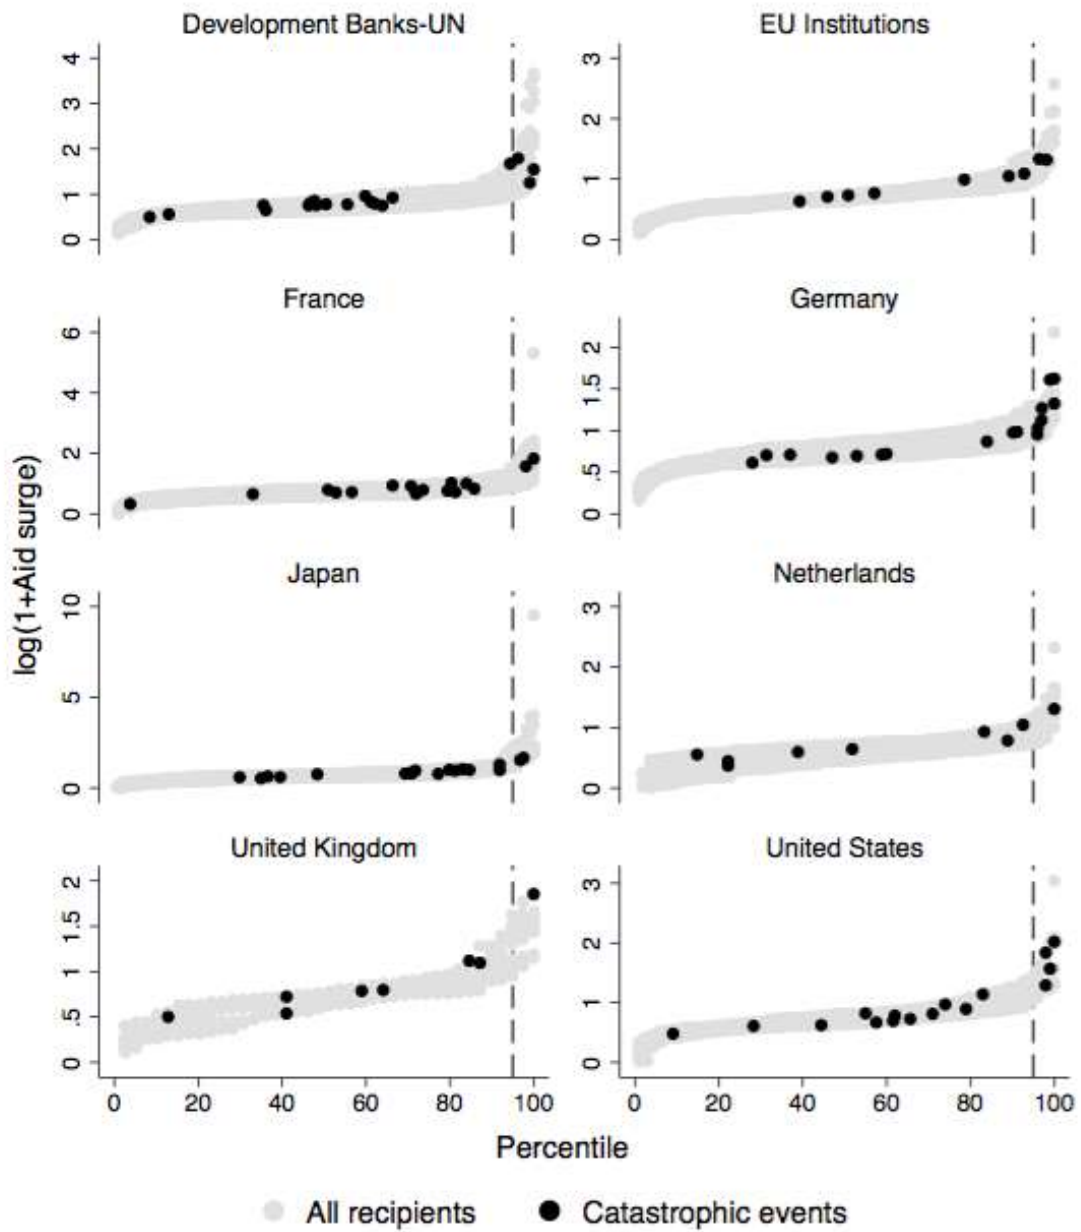 Development Banks-UN
4
3
2
1
0
EU Institutions
3
2
1
0
France
6
4
2
0
Germany
2
1.5
1
.5
0
log(1+Aid surge)
Japan
10
5
0
Netherlands
3
2
1
0
United Kingdom
2
1.5
1
.5
0
0 20 40 60 80 100
United States
3
2
1
0
0 20 40 60 80 100
Percentile
All recipients Catastrophic events